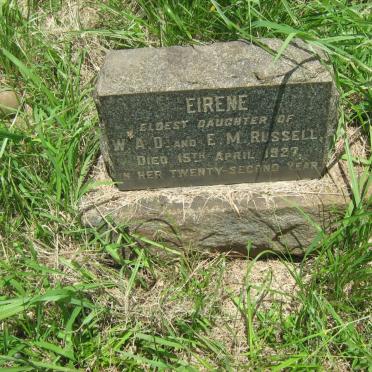 EIRENE
ELDEST DAUGHTER OF
W.A.D. AND E.M. RUSSELL
DIED 15TH APRIL 1927.
IN HER TWENTY-SECOND YEAR